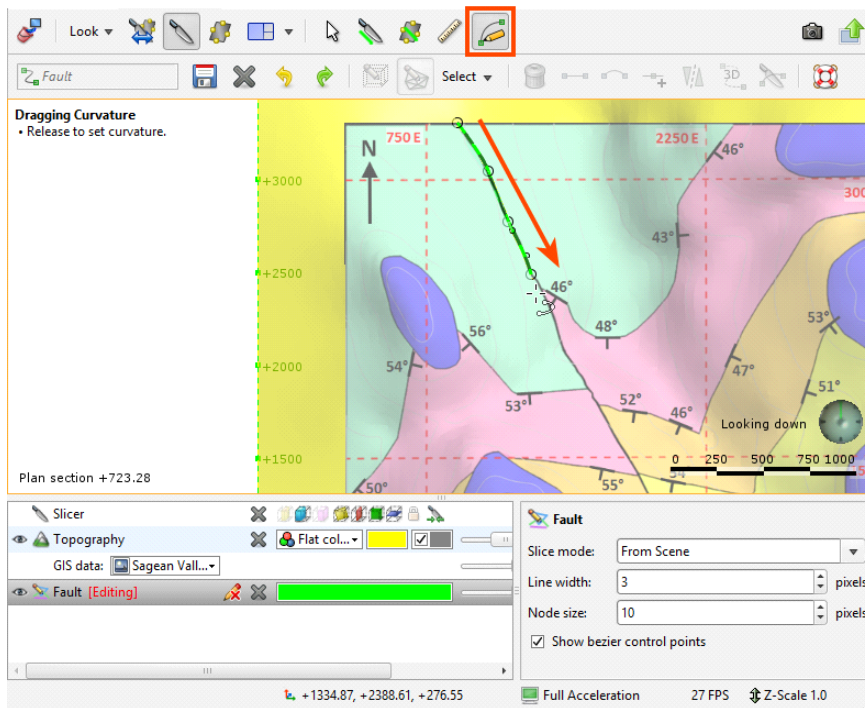 Look
Fault
Select
3D
Dragging Curvature
• Release to set curvature.
N
750 E
2250 E
46°
+3000
300
43°
+2500
46°
56°
48°
53°
+2000
54°
47°
51°
53°
52°
46°
Looking down
+1500
0 250 500 750 1000
Plan section +723.28
50°
55°
54
5
Slicer
Topography
Flat col...
GIS data:
Sagean Vall...
Fault [Editing]
Fault
Slice mode:
From Scene
Line width:
3
pixels
Node size:
10
pixels
Show bezier control points
+1334.87, +2388.61, +276.55
Full Acceleration
27 FPS
Z-Scale 1.0